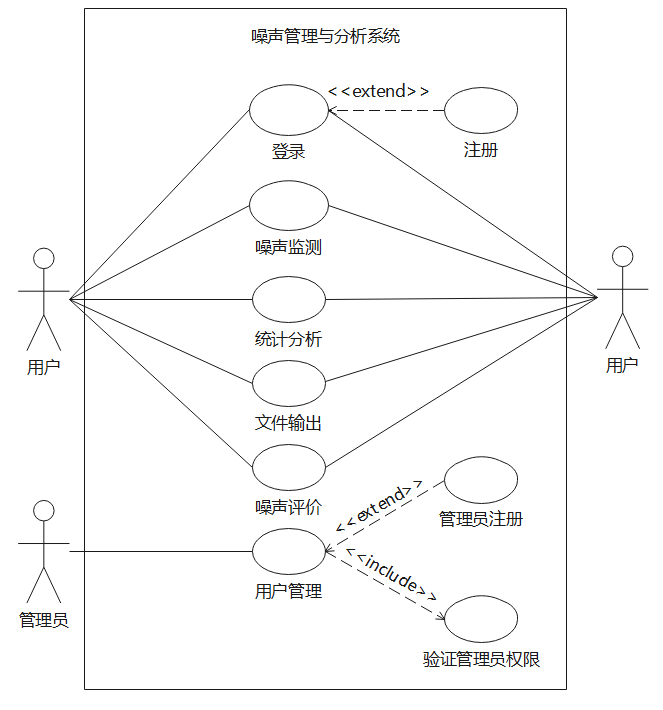 噪声管理与分析系统
<<extend>>
登录
注册
噪声监测
统计分析
用户
用户
文件输出
噪声评价
<<extend>>
管理员注册
<<include>>
用户管理
管理员
验证管理员权限